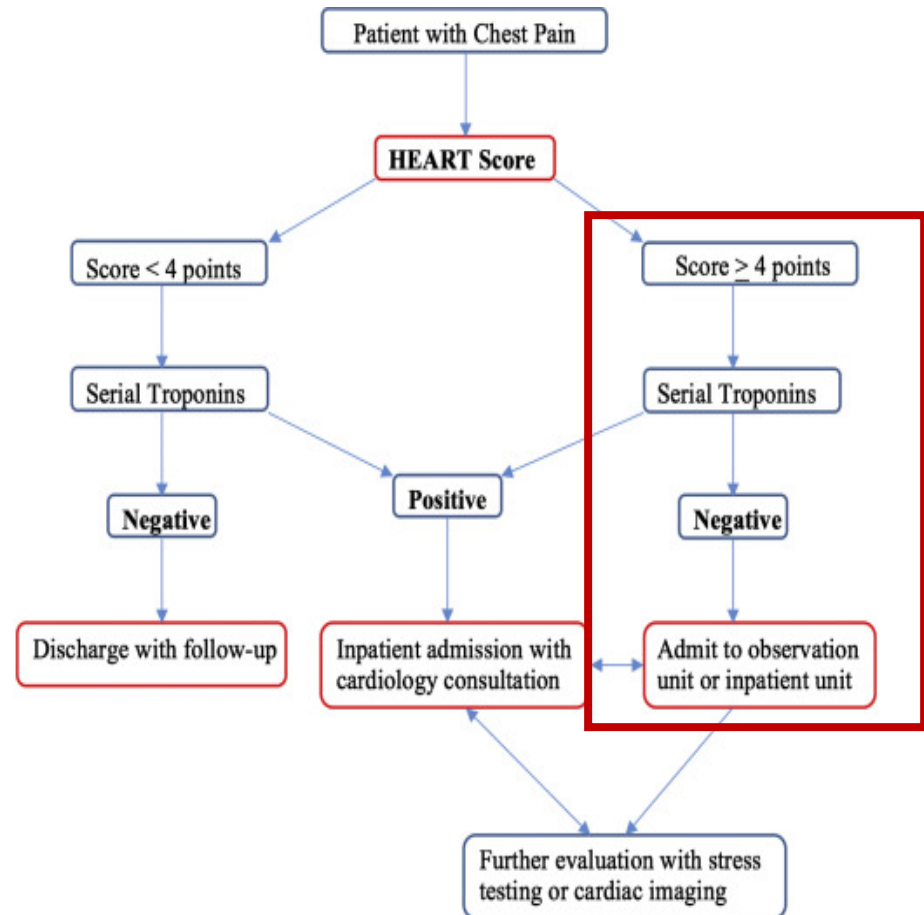 Patient with Chest Pain
HEART Score
Score < 4 points
Score ≥ 4 points
Serial Troponins
Serial Troponins
Positive
Negative
Negative
Discharge with follow-up
Inpatient admission with
cardiology consultation
Admit to observation
unit or inpatient unit
Further evaluation with stress
testing or cardiac imaging